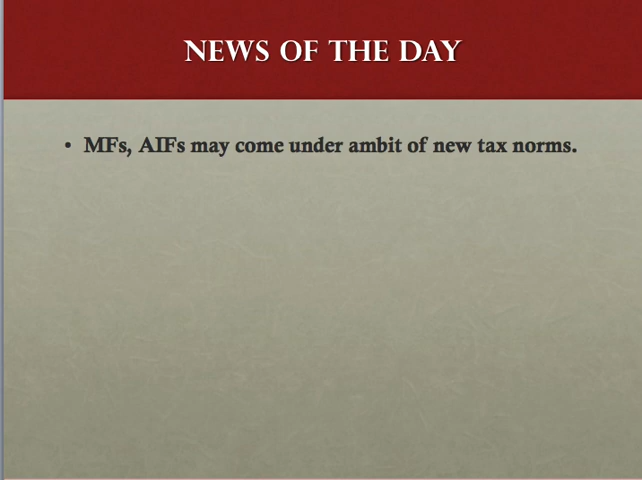 NEWS OF THE DAY
• MFs, AIFs may come under ambit of new tax norms.